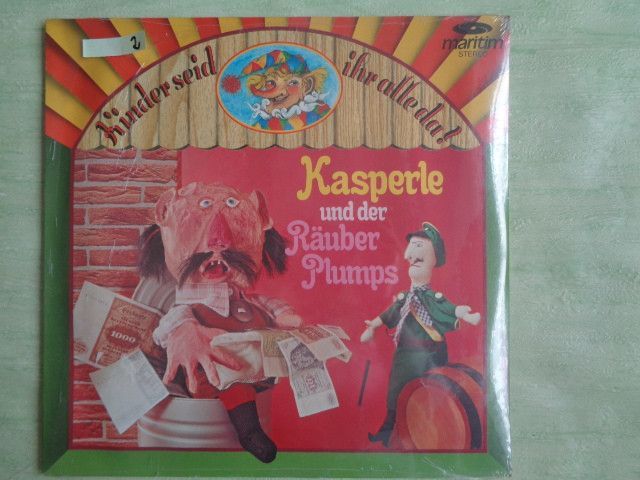 2
maritim
STEREO
Kinder seid ihr alle da!
Kasperle
und der
Räuber
Plumps
1000